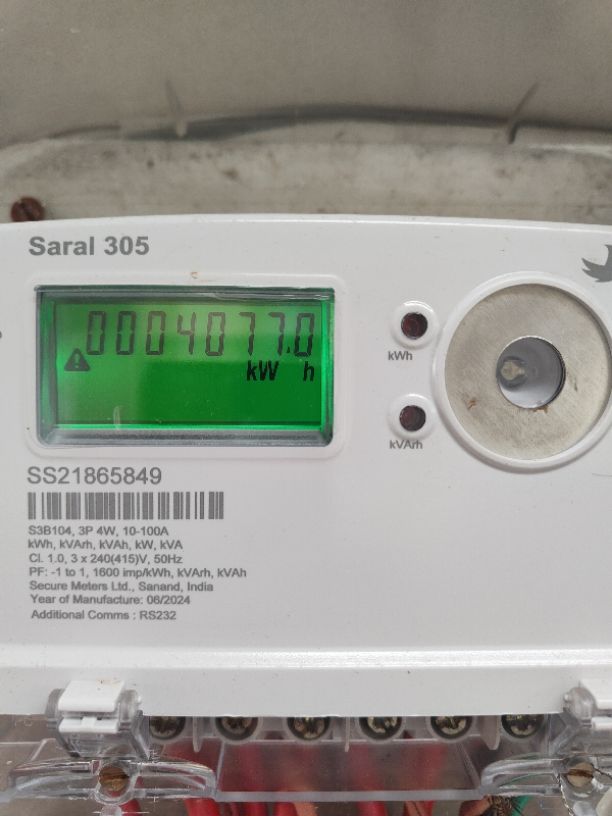 Saral 305
0004077.0
kW h
kWh
kVArh
SS21865849
S3B104, 3P 4W, 10-100A
kWh, kVArh, kVAh, kW, kVA
Cl. 1.0, 3 x 240(415)V, 50Hz
PF: -1 to 1, 1600 imp/kWh, kVArh, kVAh
Secure Meters Ltd., Sanand, India
Year of Manufacture: 06/2024
Additional Comms : RS232